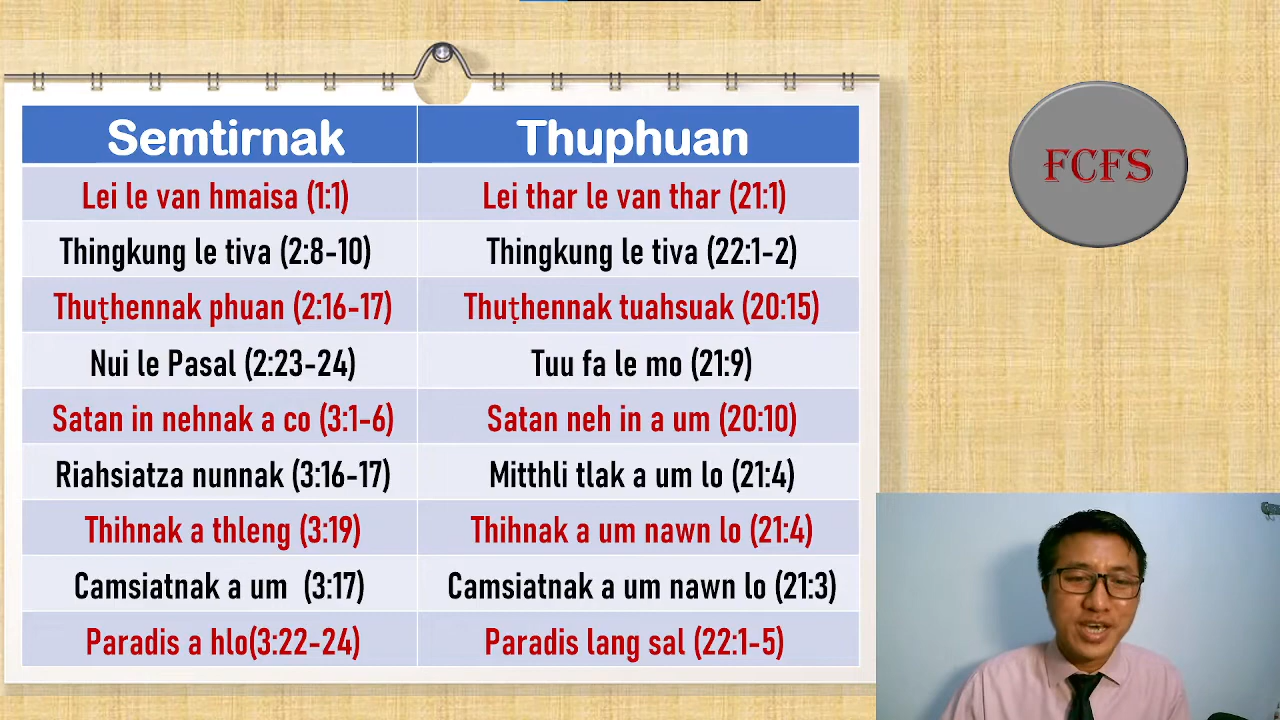 Semtirnak Thuphuan
Lei le van hmaisa (1:1) Lei thar le van thar (21:1)
Thingkung le tiva (2:8-10) Thingkung le tiva (22:1-2)
Thuṭhennak phuan (2:16-17) Thuṭhennak tuahsuak (20:15)
Nui le Pasal (2:23-24) Tuu fa le mo (21:9)
Satan in nehnak a co (3:1-6) Satan neh in a um (20:10)
Riahsiatza nunnak (3:16-17) Mitthli tlak a um lo (21:4)
Thihnak a thleng (3:19) Thihnak a um nawn lo (21:4)
Camsiatnak a um (3:17) Camsiatnak a um nawn lo (21:3)
Paradis a hlo(3:22-24) Paradis lang sal (22:1-5)
FCFS